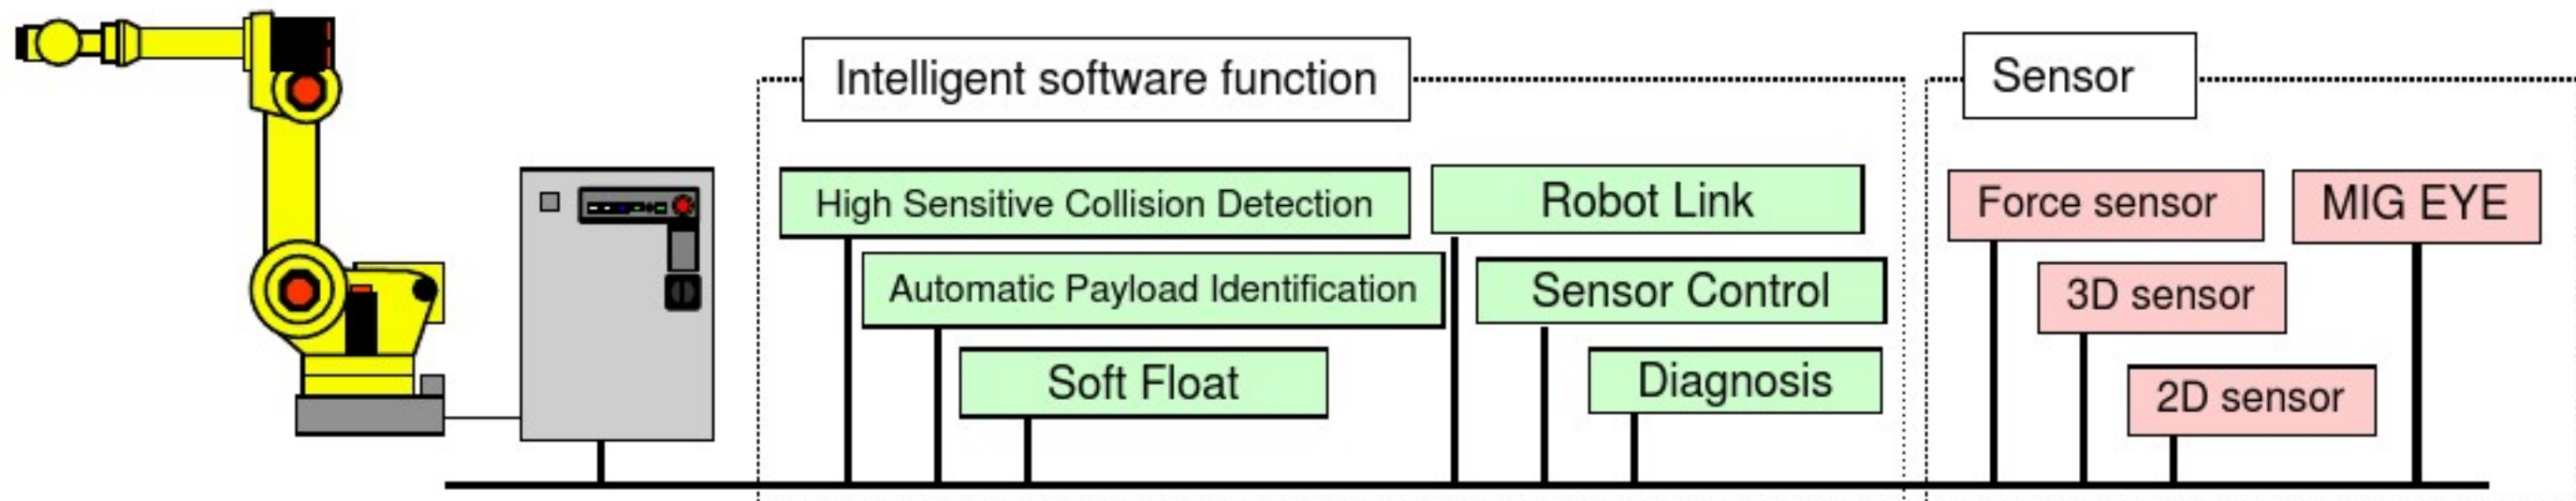 Intelligent software function
Sensor
High Sensitive Collision Detection
Robot Link
Force sensor
MIG EYE
Automatic Payload Identification
Sensor Control
3D sensor
Soft Float
Diagnosis
2D sensor